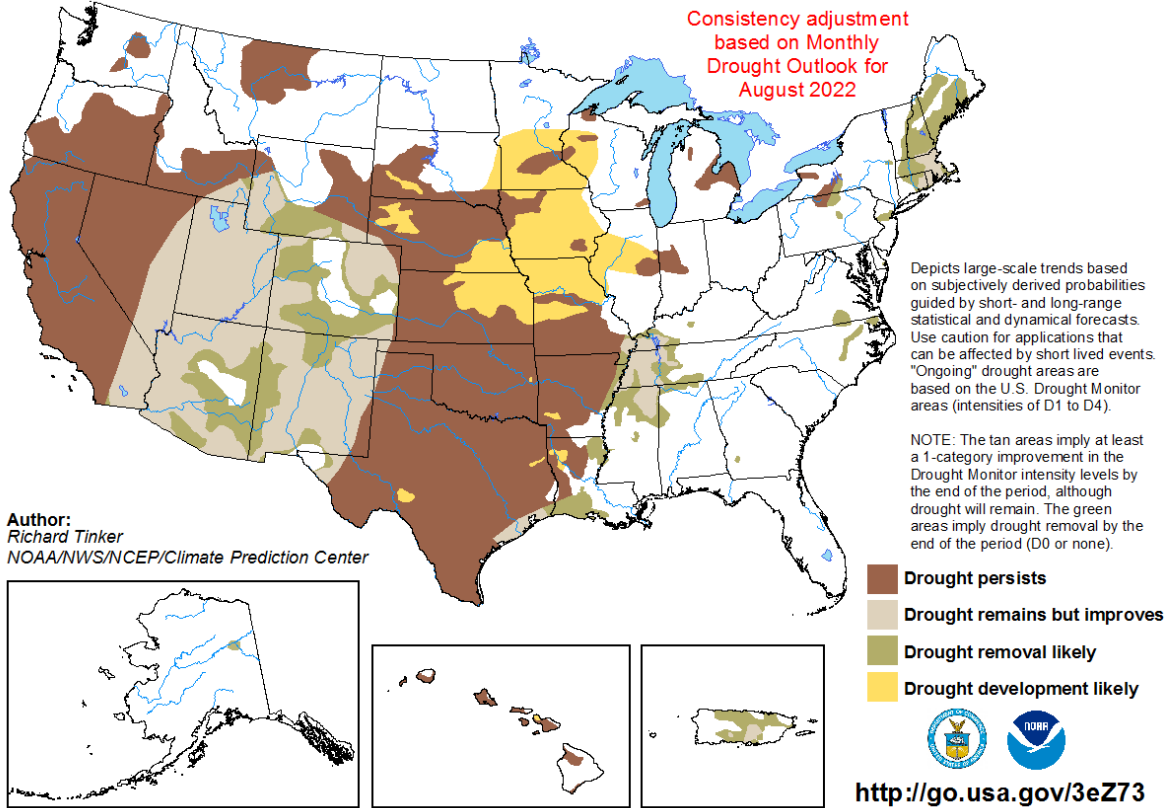 Consistency adjustment
based on Monthly
Drought Outlook for
August 2022
Depicts large-scale trends based
on subjectively derived probabilities
guided by short- and long-range
statistical and dynamical forecasts.
Use caution for applications that
can be affected by short lived events.
"Ongoing" drought areas are
based on the U.S. Drought Monitor
areas (intensities of D1 to D4).
NOTE: The tan areas imply at least
a 1-category improvement in the
Drought Monitor intensity levels by
the end of the period, although
drought will remain. The green
areas imply drought removal by the
end of the period (D0 or none).
Author:
Richard Tinker
NOAA/NWS/NCEP/Climate Prediction Center
Drought persists
Drought remains but improves
Drought removal likely
Drought development likely
NOAA
http://go.usa.gov/3eZ73